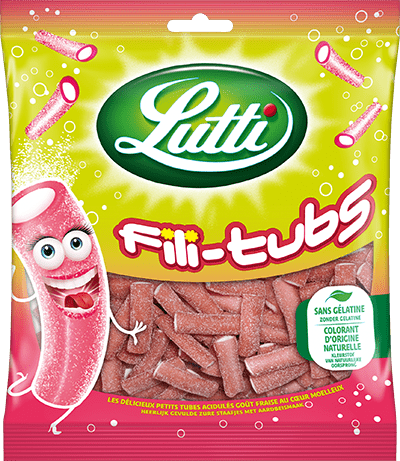 Lutti
Fili-tubs
SANS GÉLATINE
ZONDER GELATINE
COLORANT
D'ORIGINE
NATURELLE
KLEURSTOF
VAN NATUURLIJKE
OORSPRONG
LES DÉLICIEUX PETITS TUBES ACIDULÉS GOÛT FRAISE AU CŒUR MOELLEUX
HEERLIJK GEVULDE ZURE STAAFJES MET AARDBEISMAAK